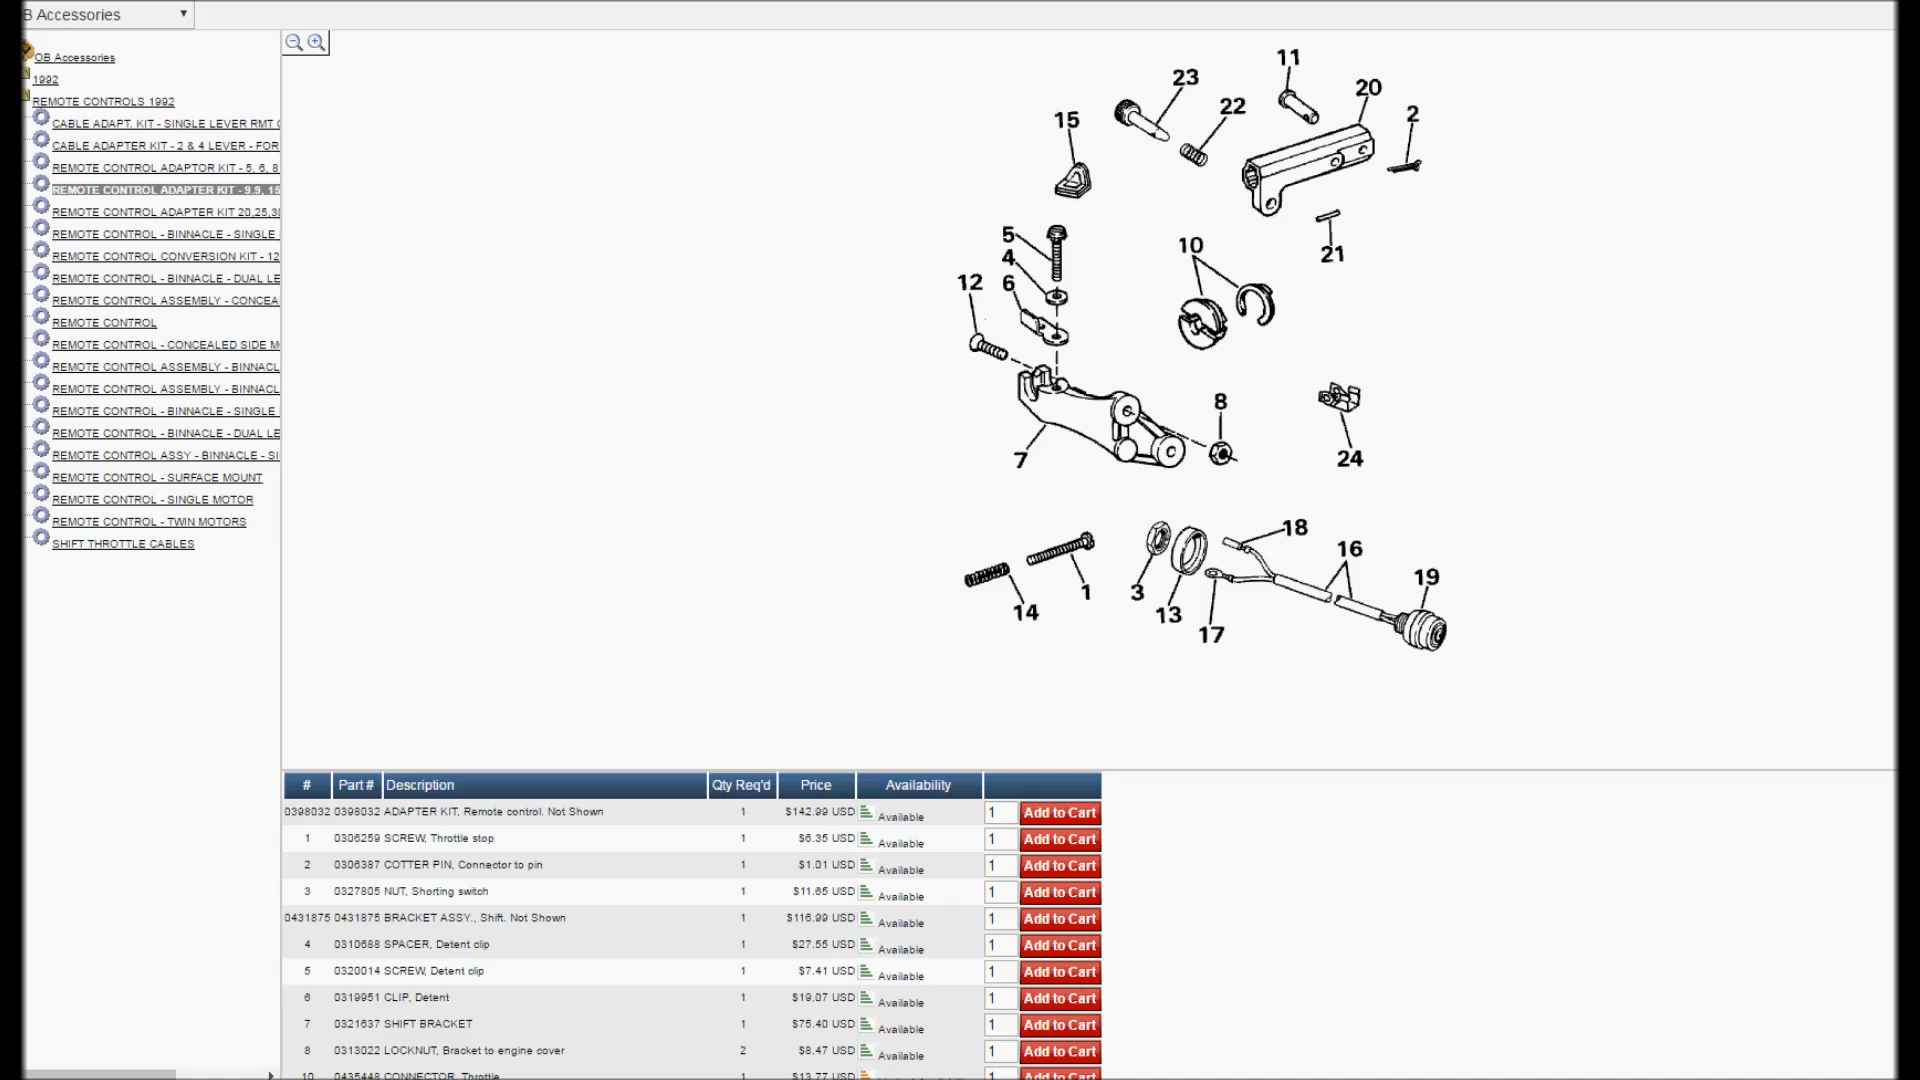 B Accessories
OB Accessories
1992
REMOTE CONTROLS 1992
CABLE ADAPT. KIT - SINGLE LEVER RMT
CABLE ADAPTER KIT - 2 & 4 LEVER - FOR
REMOTE CONTROL ADAPTOR KIT - 5, 6, 8
REMOTE CONTROL ADAPTER KIT - 9.9, 15
REMOTE CONTROL ADAPTER KIT 20,25,30
REMOTE CONTROL - BINNACLE - SINGLE
REMOTE CONTROL CONVERSION KIT - 12
REMOTE CONTROL - BINNACLE - DUAL LE
REMOTE CONTROL ASSEMBLY - CONCEA
REMOTE CONTROL
REMOTE CONTROL - CONCEALED SIDE M
REMOTE CONTROL ASSEMBLY - BINNACL
REMOTE CONTROL ASSEMBLY - BINNACL
REMOTE CONTROL - BINNACLE - SINGLE
REMOTE CONTROL - BINNACLE - DUAL LE
REMOTE CONTROL ASSY - BINNACLE - SI
REMOTE CONTROL - SURFACE MOUNT
REMOTE CONTROL - SINGLE MOTOR
REMOTE CONTROL - TWIN MOTORS
SHIFT THROTTLE CABLES
11
23
20
22
2
15
5
10
21
4
12
6
8
7
24
18
16
19
3
1
14
13
17
# Part # Description Qty Req'd Price Availability
0398032 0398032 ADAPTER KIT, Remote control. Not Shown 1 $142.99 USD Available 1 Add to Cart
1 0306259 SCREW, Throttle stop 1 $6.35 USD Available 1 Add to Cart
2 0306387 COTTER PIN, Connector to pin 1 $1.01 USD Available 1 Add to Cart
3 0327805 NUT, Shorting switch 1 $11.65 USD Available 1 Add to Cart
0431875 0431875 BRACKET ASSY., Shift. Not Shown 1 $116.99 USD Available 1 Add to Cart
4 0310688 SPACER, Detent clip 1 $27.55 USD Available 1 Add to Cart
5 0320014 SCREW, Detent clip 1 $7.41 USD Available 1 Add to Cart
6 0319951 CLIP, Detent 1 $19.07 USD Available 1 Add to Cart
7 0321637 SHIFT BRACKET 1 $75.40 USD Available 1 Add to Cart
8 0313022 LOCKNUT, Bracket to engine cover 2 $8.47 USD Available 1 Add to Cart
10 0435448 CONNECTOR, Throttle 1 $13.77 USD 1 Add to Cart